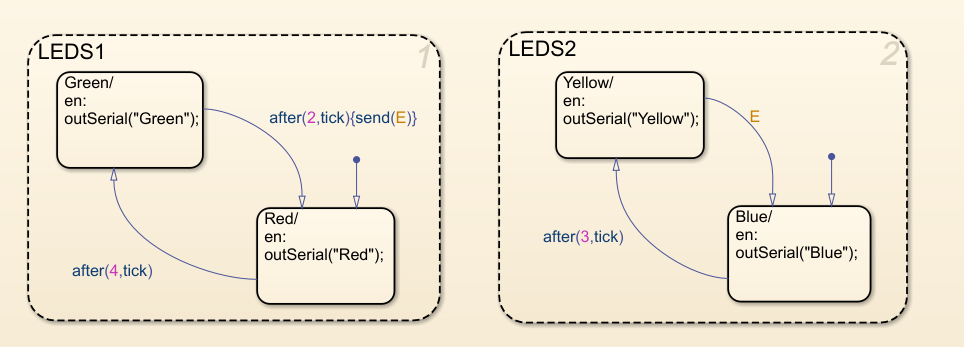 LEDS1
1
Green/
en:
outSerial("Green");
after(2,tick){send(E)}
Red/
en:
outSerial("Red");
after(4,tick)
LEDS2
2
Yellow/
en:
outSerial("Yellow");
E
Blue/
en:
outSerial("Blue");
after(3,tick)